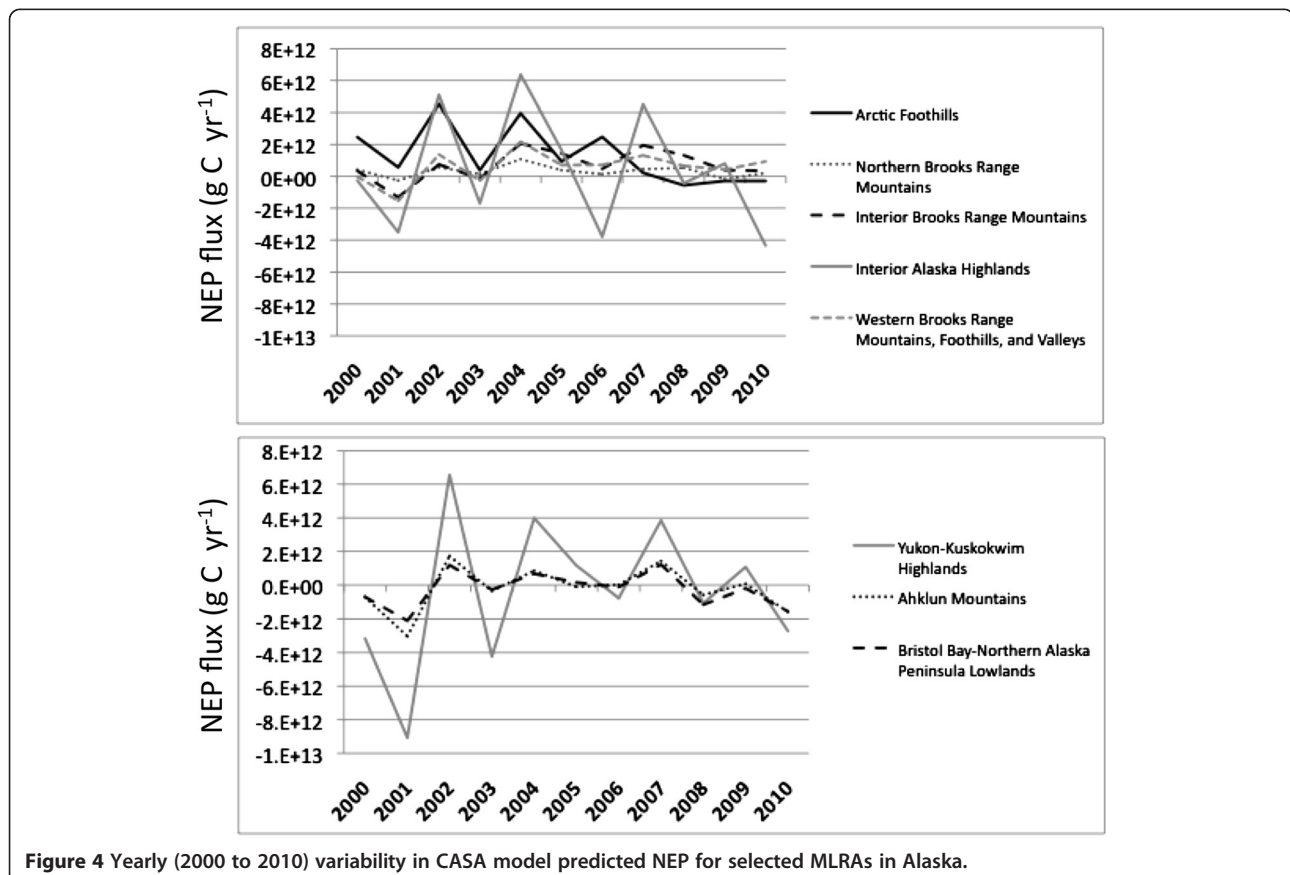 8E+12
6E+12
4E+12
2E+12
0E+00
-2E+12
-4E+12
-6E+12
-8E+12
-1E+13
NEP flux (g C yr-1)
2000
2001
2002
2003
2004
2005
2006
2007
2008
2009
2010
Arctic Foothills
Northern Brooks Range
Mountains
Interior Brooks Range Mountains
Interior Alaska Highlands
Western Brooks Range
Mountains, Foothills, and Valleys
8.E+12
6.E+12
4.E+12
2.E+12
0.E+00
-2.E+12
-4.E+12
-6.E+12
-8.E+12
-1.E+13
NEP flux (g C yr-1)
2000
2001
2002
2003
2004
2005
2006
2007
2008
2009
2010
Yukon-Kuskokwim
Highlands
Ahklun Mountains
Bristol Bay-Northern Alaska
Peninsula Lowlands
Figure 4 Yearly (2000 to 2010) variability in CASA model predicted NEP for selected MLRAs in Alaska.